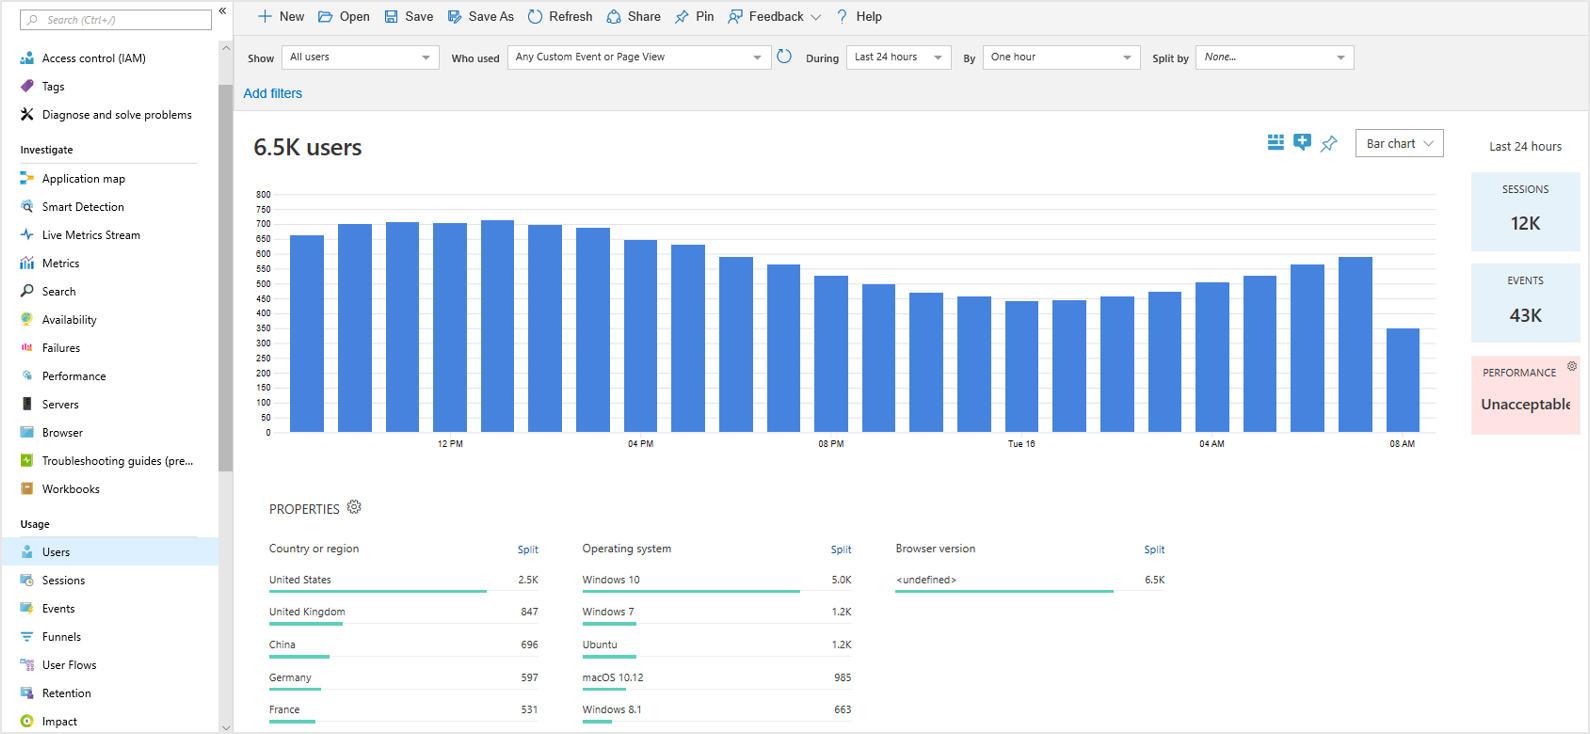 Search (Ctrl+/)
«
New Open Save Save As Refresh Share Pin Feedback ? Help
Access control (IAM)
Tags
Diagnose and solve problems
Investigate
Application map
Smart Detection
Live Metrics Stream
Metrics
Search
Availability
Failures
Performance
Servers
Browser
Troubleshooting guides (pre...
Workbooks
Usage
Users
Sessions
Events
Funnels
User Flows
Retention
Impact
Show All users Who used Any Custom Event or Page View During Last 24 hours By One hour Split by None...
Add filters
6.5K users
Bar chart
800
750
700
650
600
550
500
450
400
350
300
250
200
150
100
50
0
12 PM 04 PM 08 PM Tue 16 04 AM 08 AM
Last 24 hours
SESSIONS
12K
EVENTS
43K
PERFORMANCE
Unacceptable
PROPERTIES
Country or region Split
United States 2.5K
United Kingdom 847
China 696
Germany 597
France 531
Operating system Split
Windows 10 5.0K
Windows 7 1.2K
Ubuntu 1.2K
macOS 10.12 985
Windows 8.1 663
Browser version Split
<undefined> 6.5K